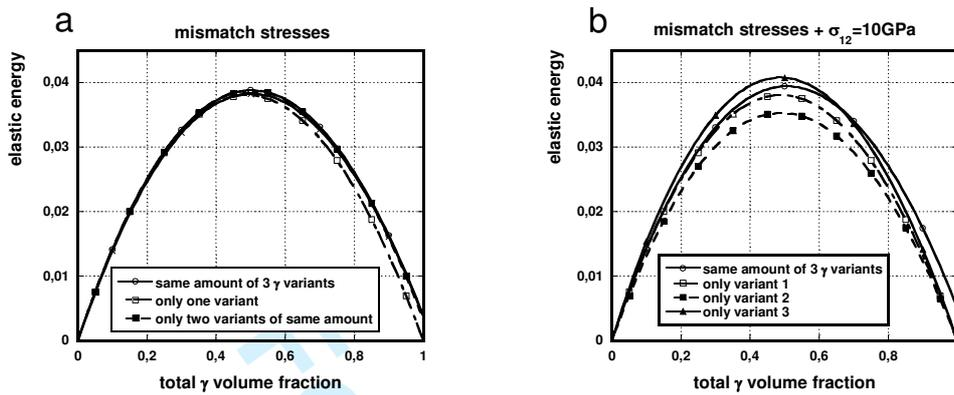 a
mismatch stresses
elastic energy
0,04
0,03
0,02
0,01
0
same amount of 3 γ variants
only one variant
only two variants of same amount
0 0,2 0,4 0,6 0,8 1
total γ volume fraction
b
mismatch stresses + σ12=10GPa
elastic energy
0,04
0,03
0,02
0,01
0
same amount of 3 γ variants
only variant 1
only variant 2
only variant 3
0 0,2 0,4 0,6 0,8
total γ volume fraction